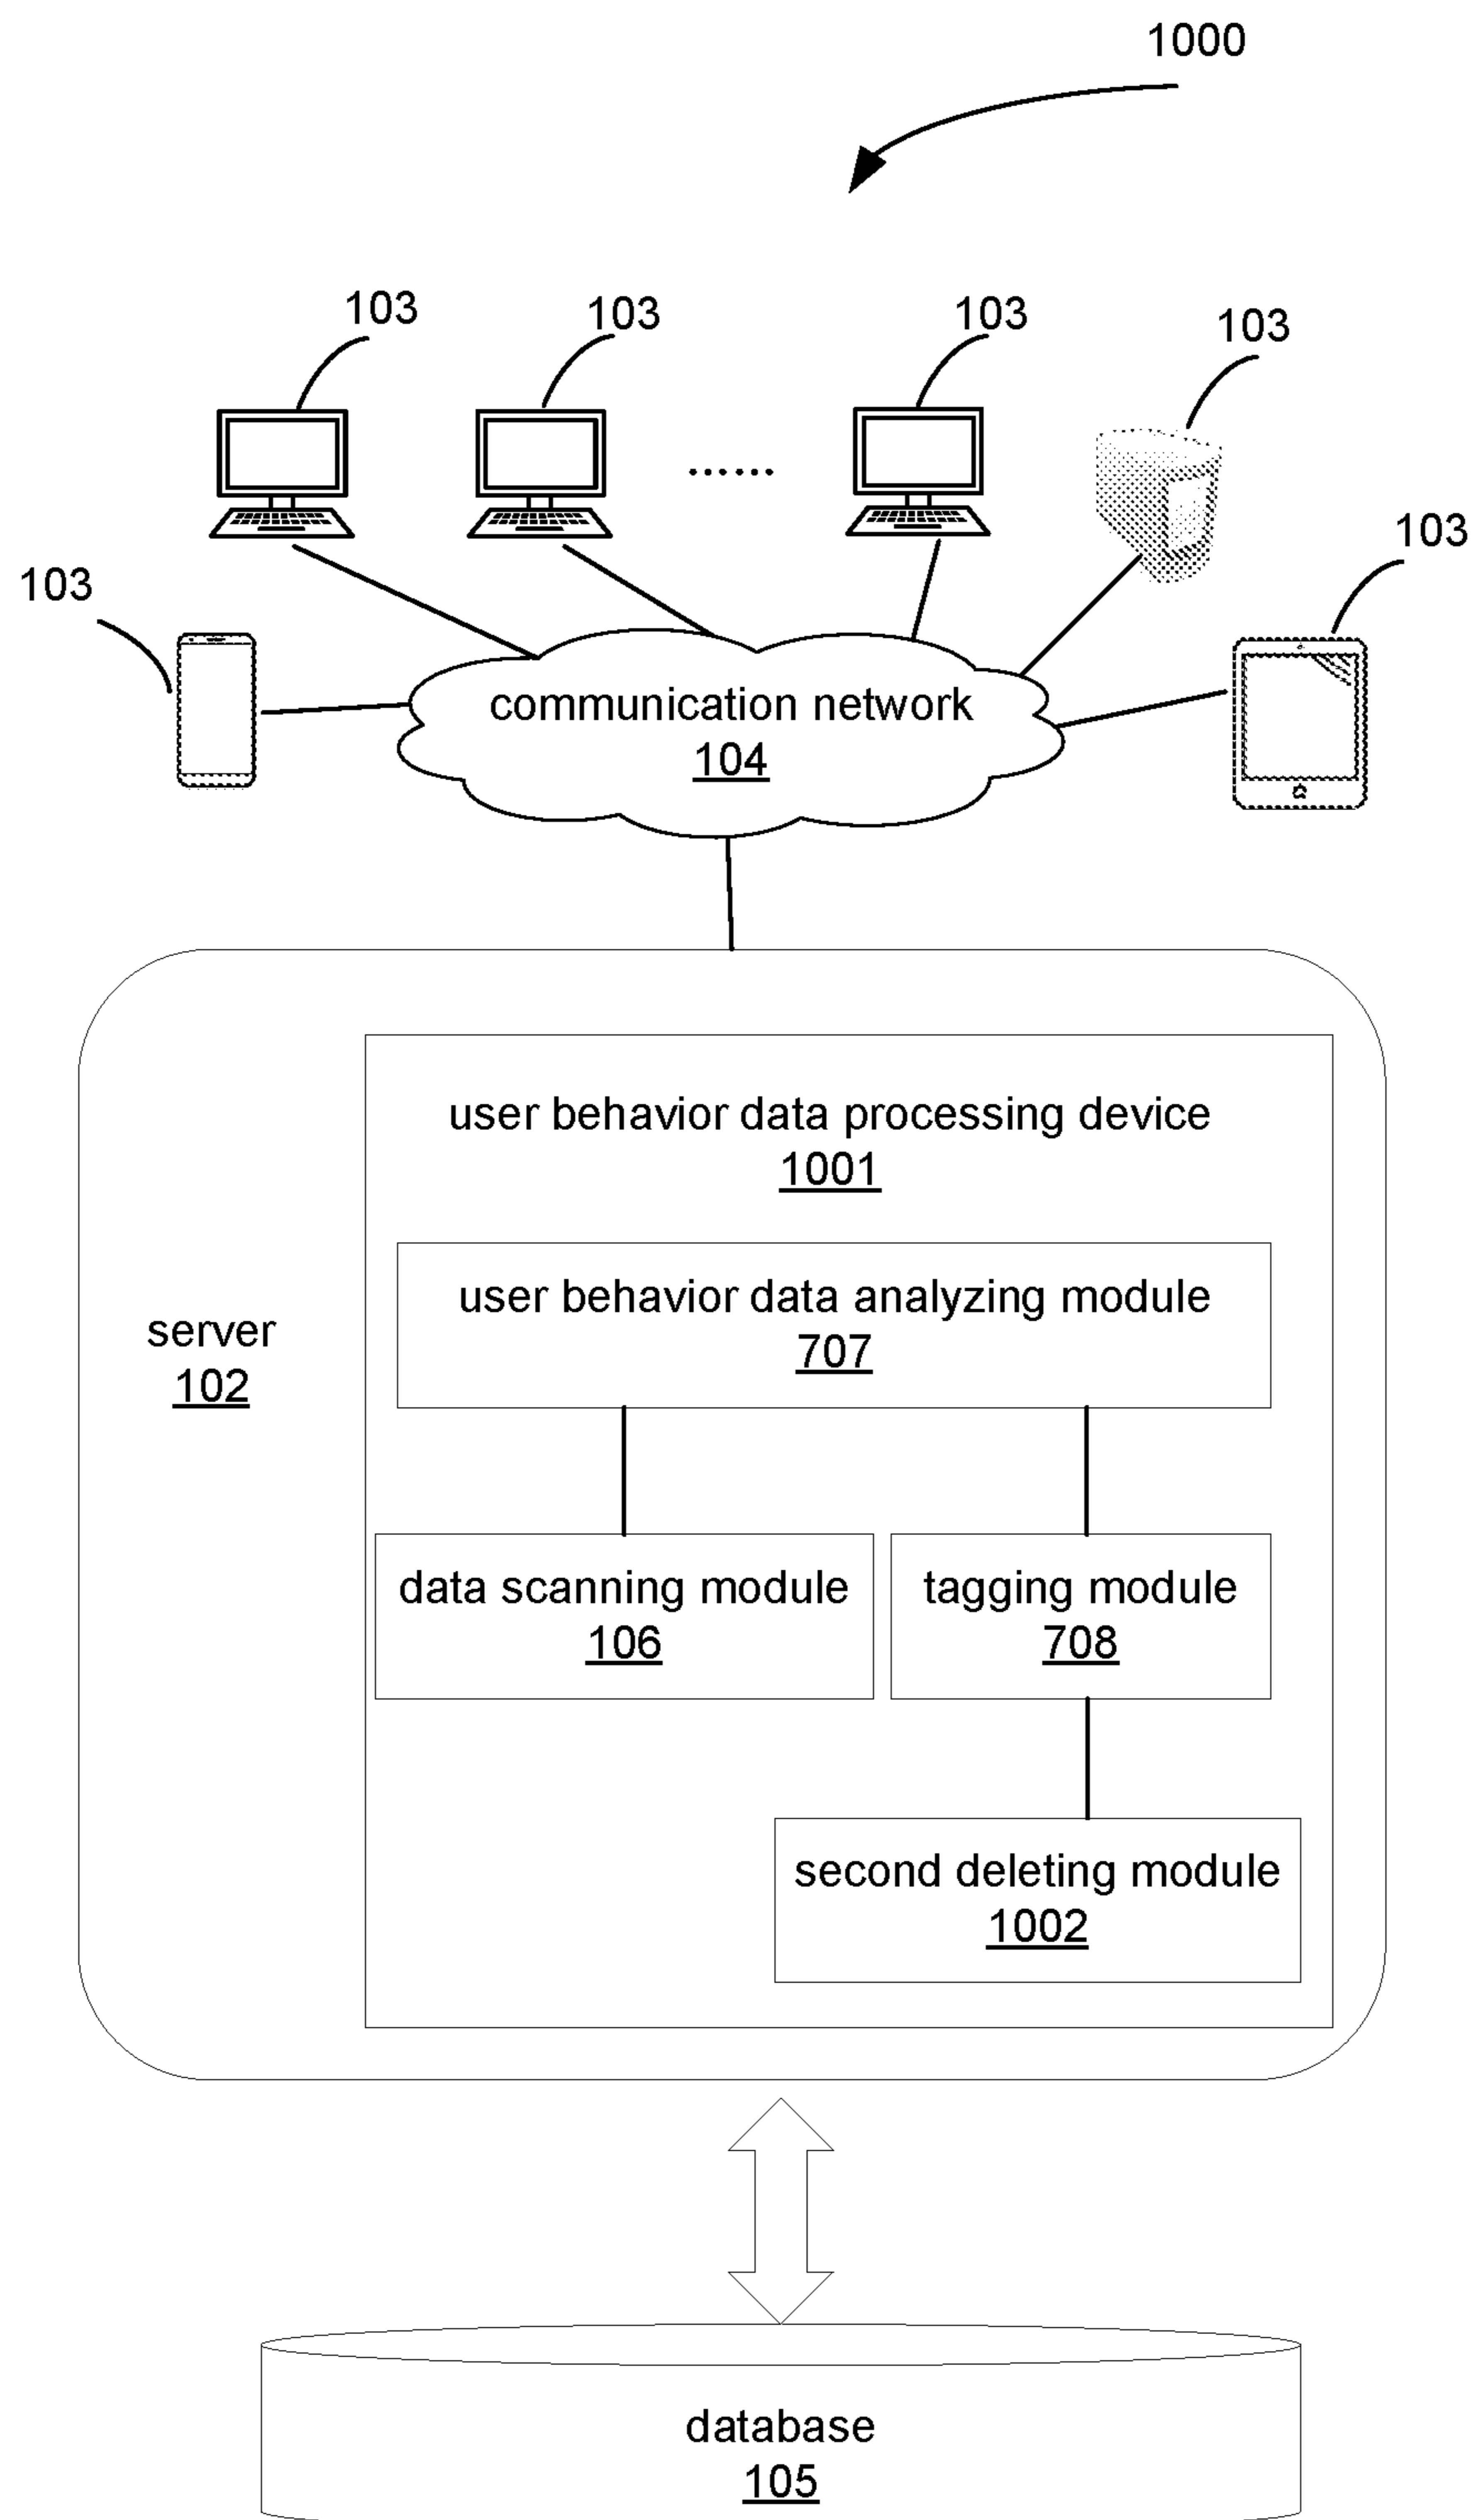 1000
103
103
103
103
103
103
communication network
104
user behavior data processing device
1001
user behavior data analyzing module
707
server
102
data scanning module
106
tagging module
708
second deleting module
1002
database
105